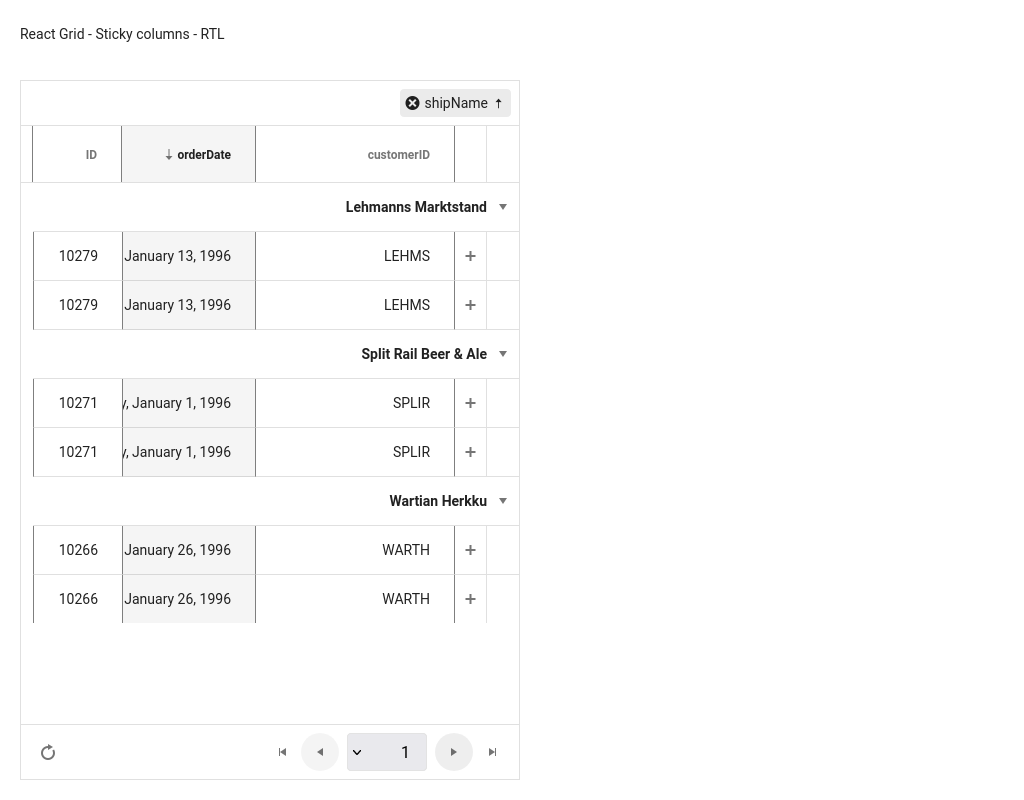 React Grid - Sticky columns - RTL
shipName
ID orderDate customerID
Lehmanns Marktstand
10279 January 13, 1996 LEHMS +
10279 January 13, 1996 LEHMS +
Split Rail Beer & Ale
10271 , January 1, 1996 SPLIR +
10271 , January 1, 1996 SPLIR +
Wartian Herkku
10266 January 26, 1996 WARTH +
10266 January 26, 1996 WARTH +
1